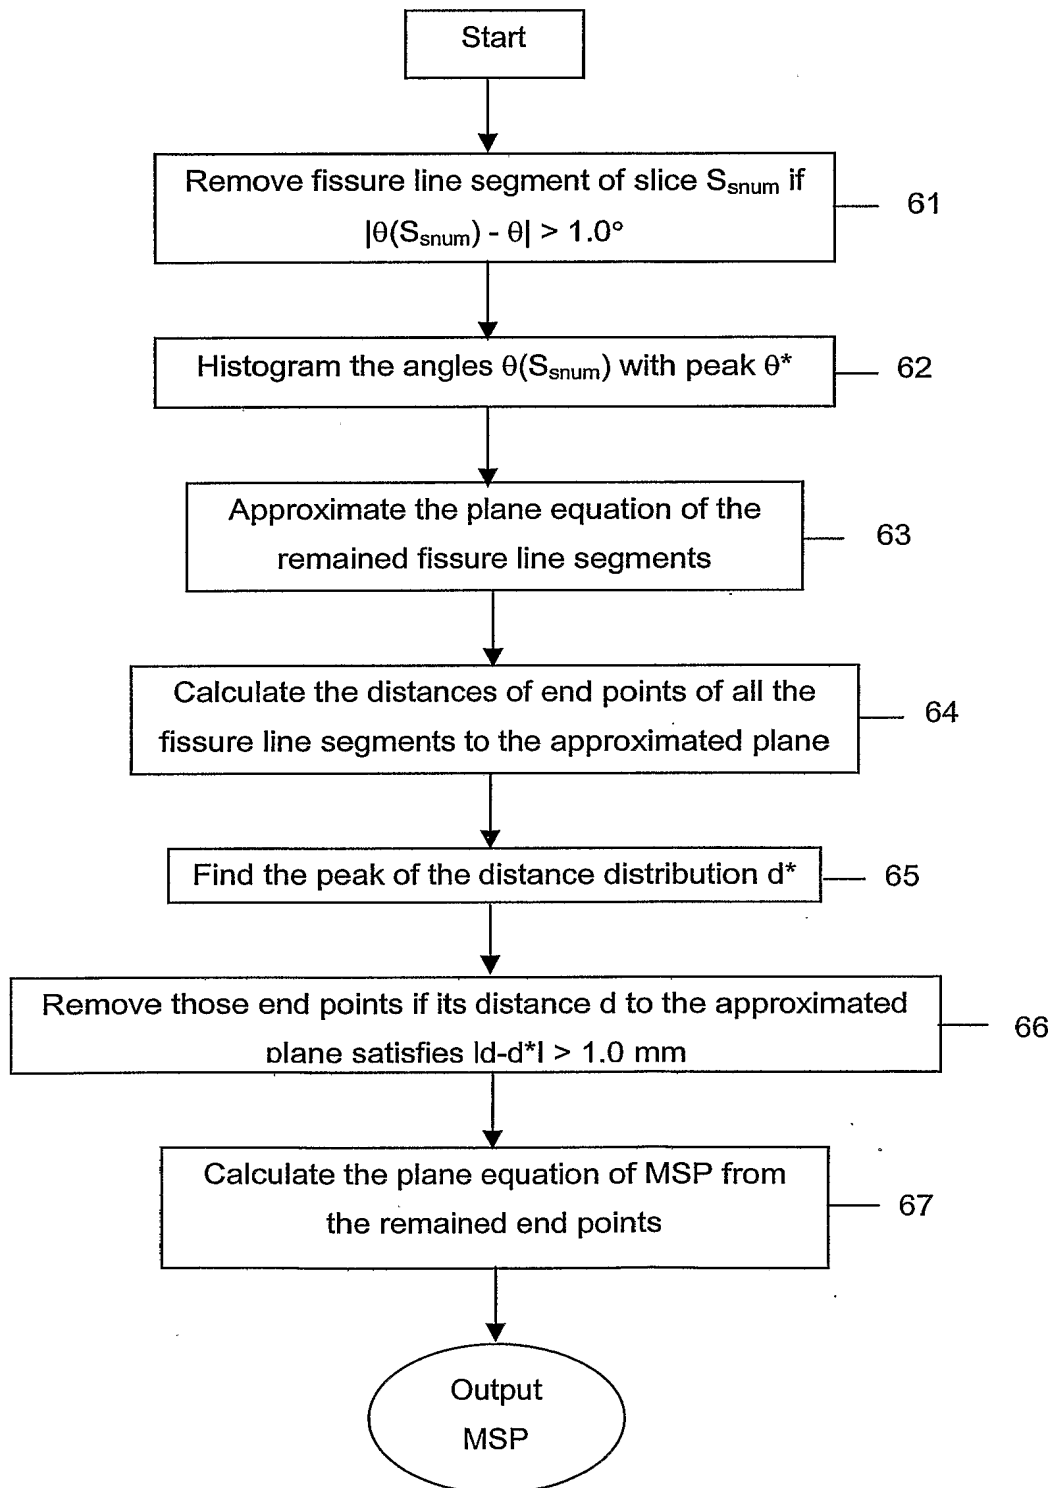 Start
Remove fissure line segment of slice Ssnum if
|θ(Ssnum) - θ| > 1.0°
61
Histogram the angles θ(Ssnum) with peak θ*
62
Approximate the plane equation of the
remained fissure line segments
63
Calculate the distances of end points of all the
fissure line segments to the approximated plane
64
Find the peak of the distance distribution d*
65
Remove those end points if its distance d to the approximated
plane satisfies |d-d*| > 1.0 mm
66
Calculate the plane equation of MSP from
the remained end points
67
Output
MSP